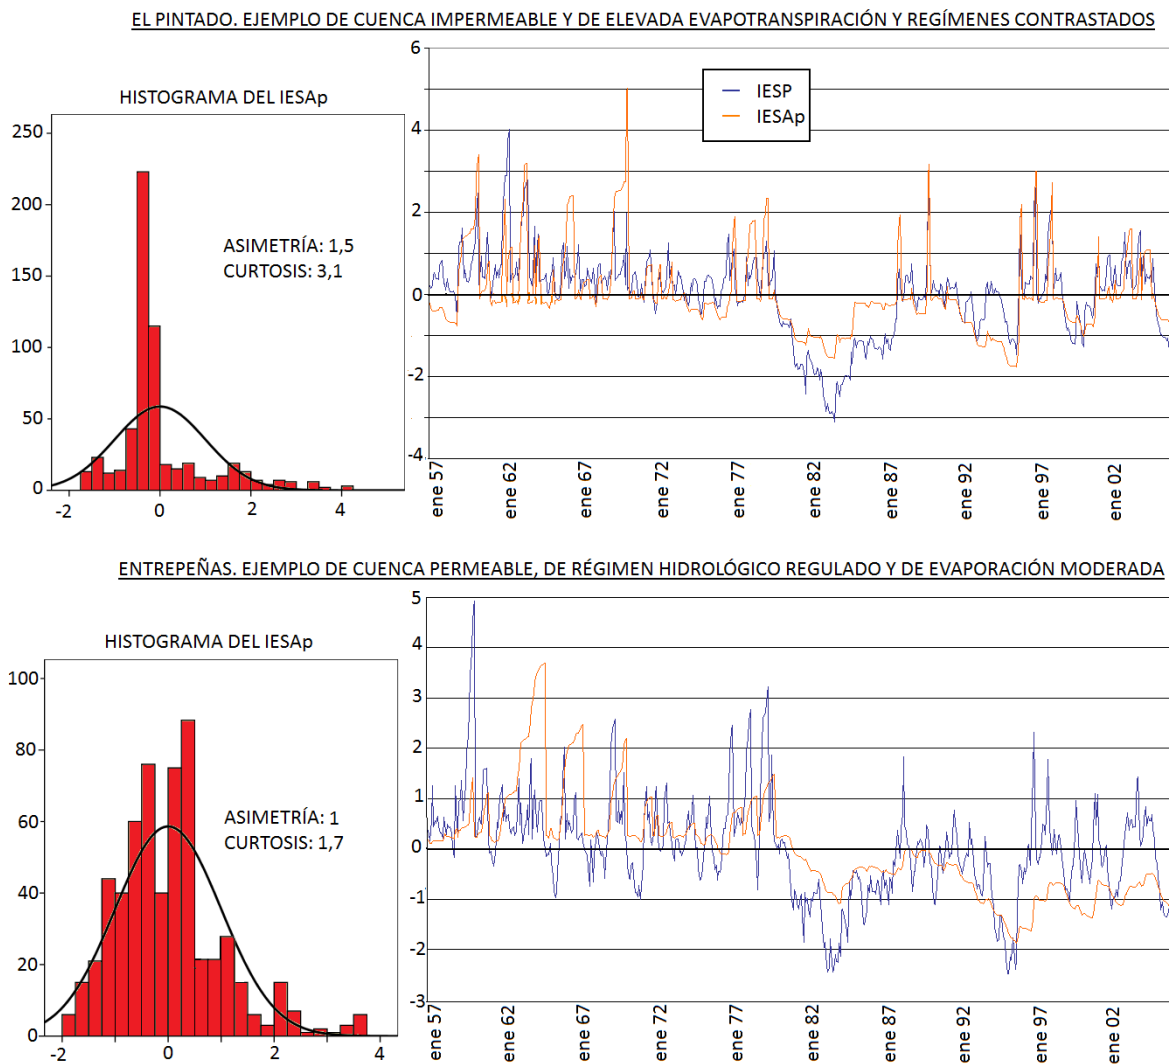 EL PINTADO. EJEMPLO DE CUENCA IMPERMEABLE Y DE ELEVADA EVAPOTRANSPIRACIÓN Y REGÍMENES CONTRASTADOS
HISTOGRAMA DEL IESAp
250
200
150
100
50
0
-2
0
2
4
ASIMETRÍA: 1,5
CURTOSIS: 3,1
6
4
2
0
-2
-4
IESP
IESAp
ene 57
ene 62
ene 67
ene 72
ene 77
ene 82
ene 87
ene 92
ene 97
ene 02
ENTREPEÑAS. EJEMPLO DE CUENCA PERMEABLE, DE RÉGIMEN HIDROLÓGICO REGULADO Y DE EVAPORACIÓN MODERADA
HISTOGRAMA DEL IESAp
100
80
60
40
20
0
-2
0
2
4
ASIMETRÍA: 1
CURTOSIS: 1,7
5
4
3
2
1
0
-1
-2
-3
ene 57
ene 62
ene 67
ene 72
ene 77
ene 82
ene 87
ene 92
ene 97
ene 02